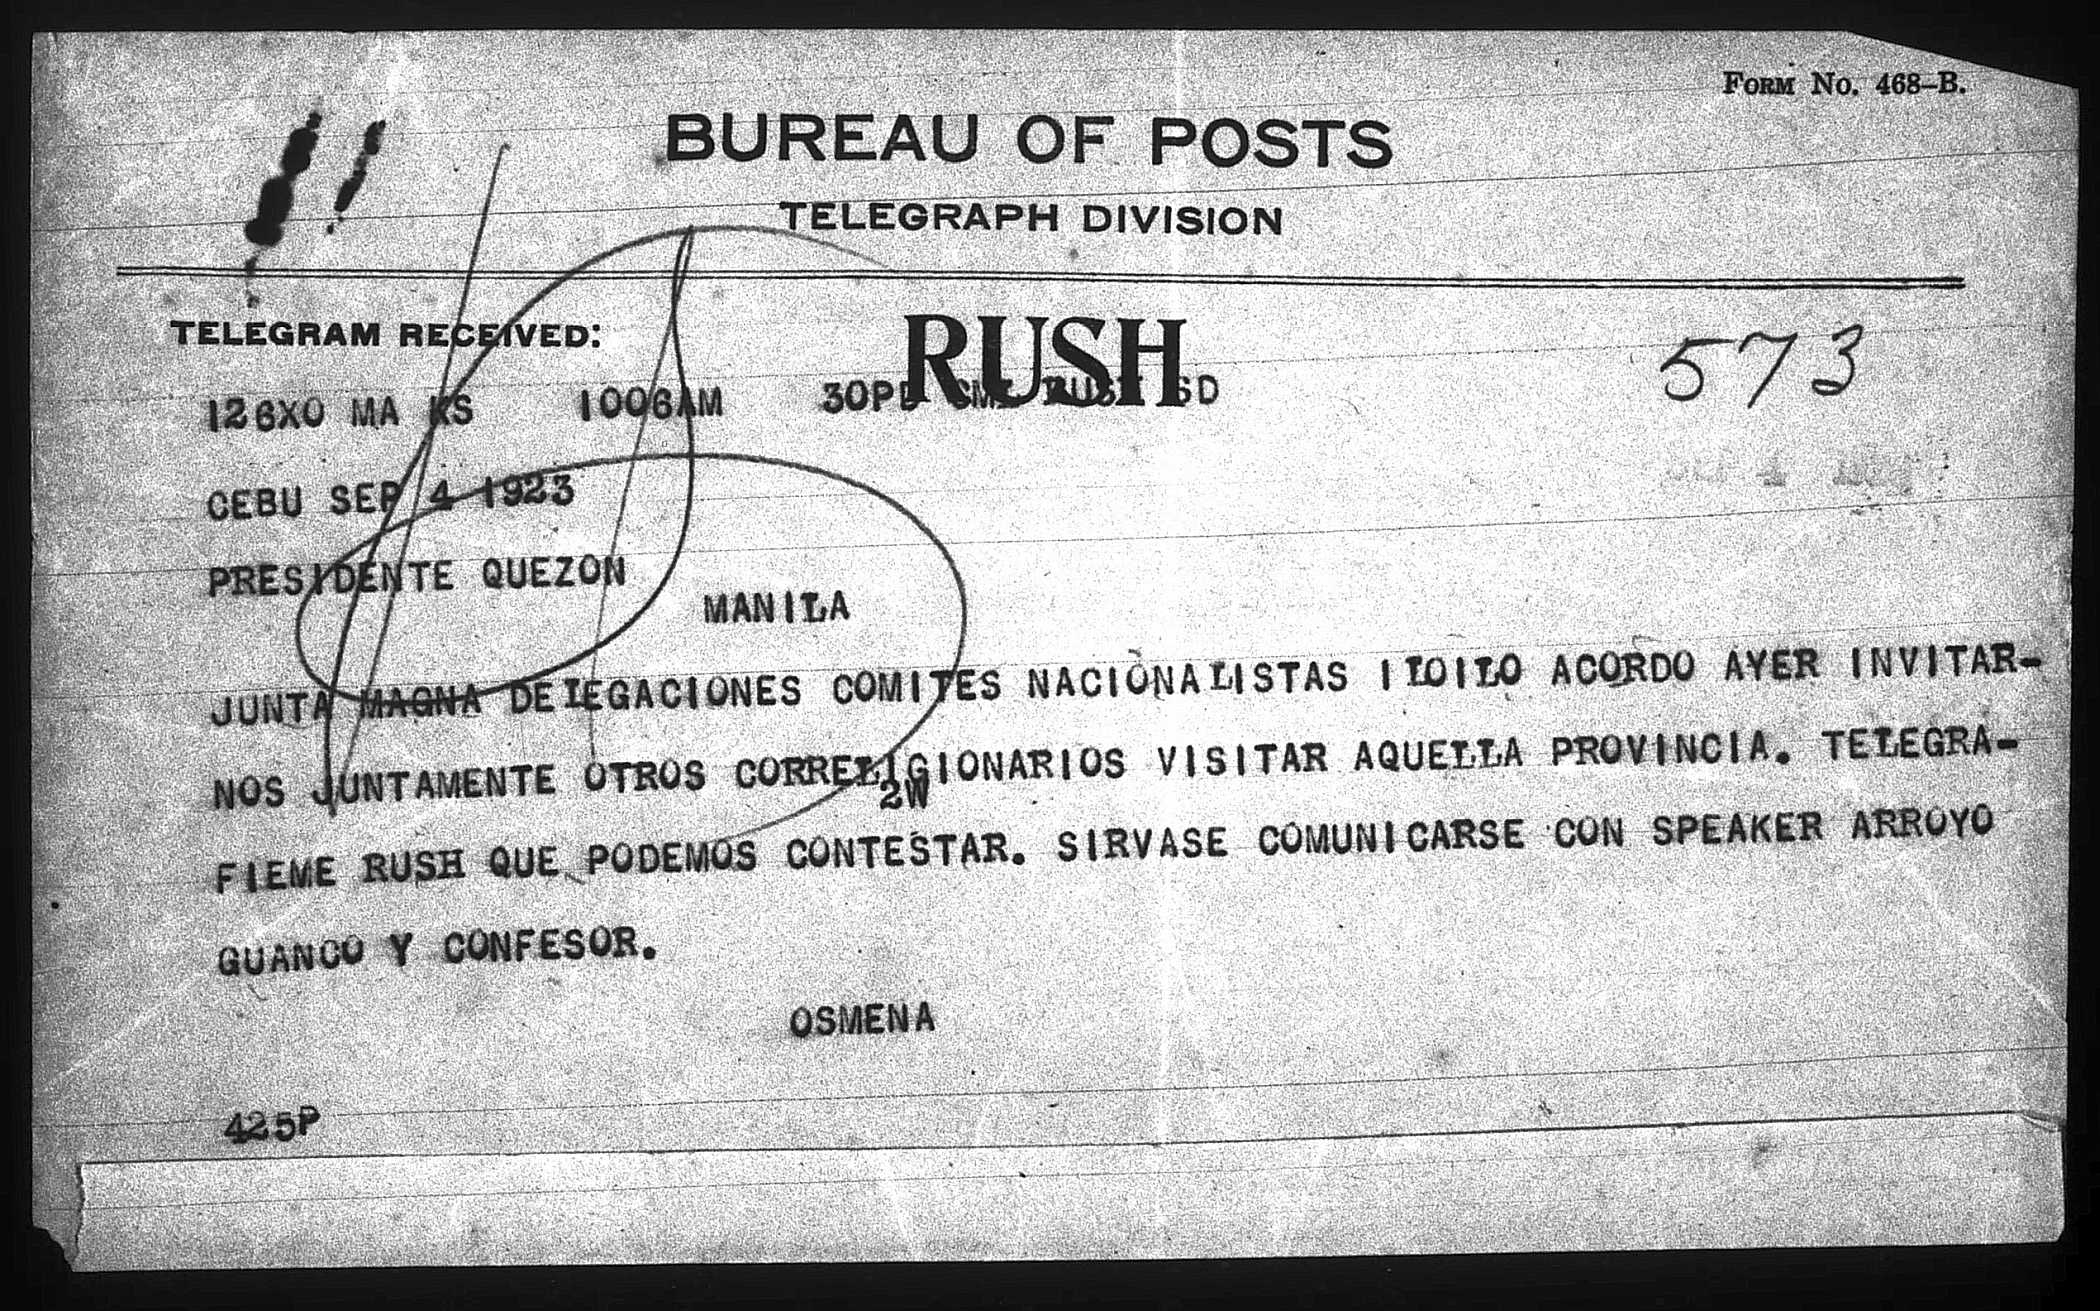 FORM No. 468-B.
BUREAU OF POSTS
TELEGRAPH DIVISION
TELEGRAM RECEIVED:
RUSH
573
126XO MA KS 1006AM 30PD RUSH GD
CEBU SEP 4 1923
PRESIDENTE QUEZON
MANILA
JUNTA MAGNA DELEGACIONES COMITES NACIONALISTAS ILOILO ACORDO AYER INVITAR-
NOS JUNTAMENTE OTROS CORRELIGIONARIOS VISITAR AQUELLA PROVINCIA. TELEGRA-
2W
FIEME RUSH QUE PODEMOS CONTESTAR. SIRVASE COMUNICARSE CON SPEAKER ARROYO
GUANCO Y CONFESOR.
OSMENA
425P